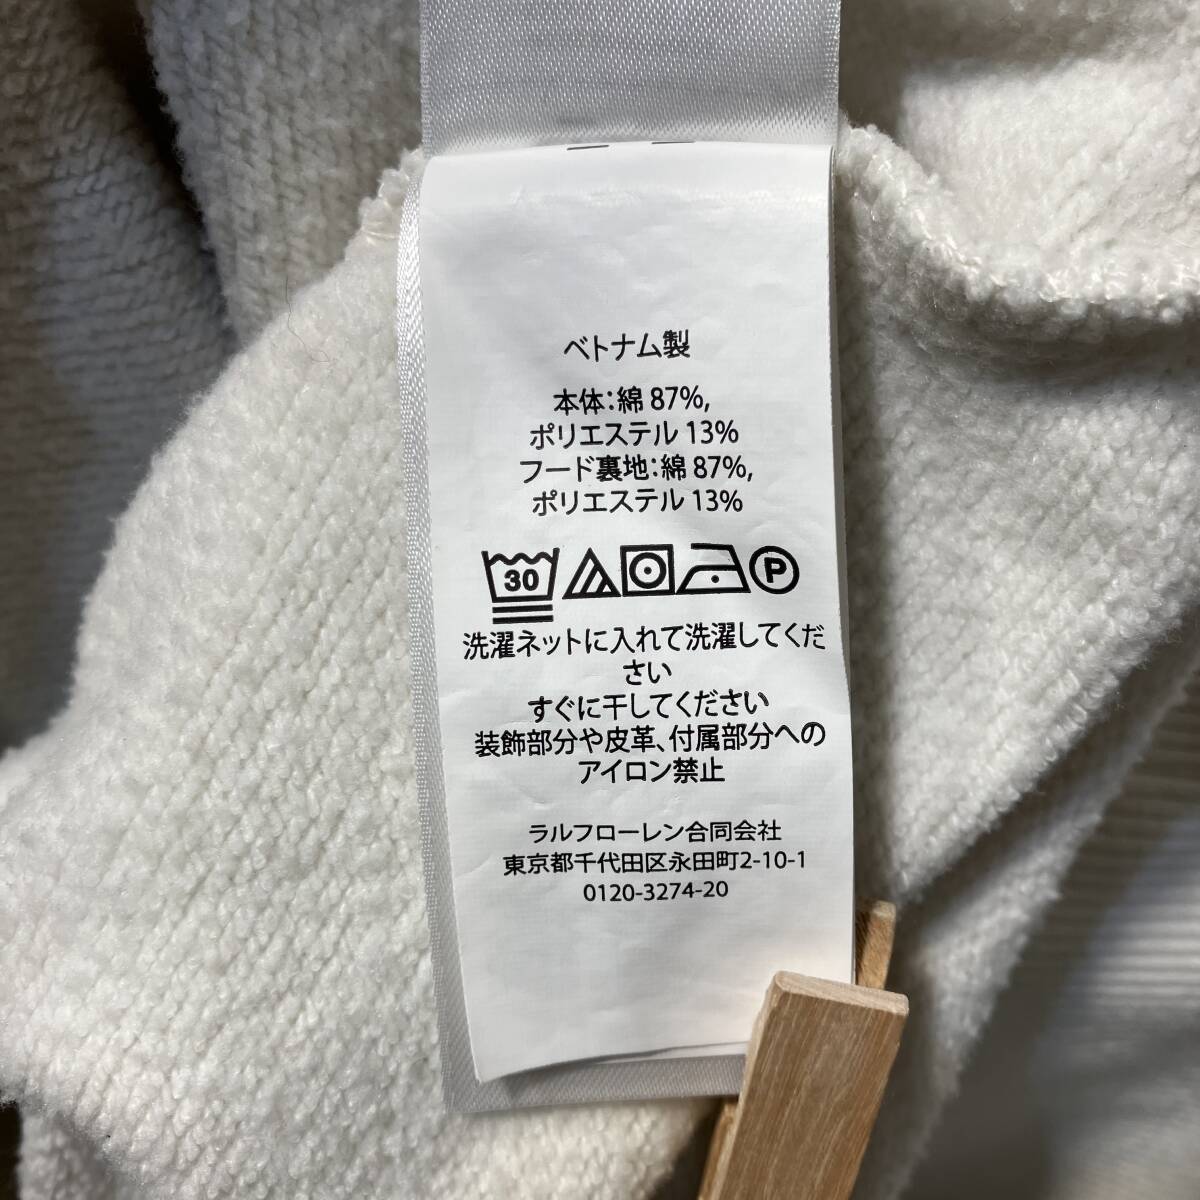 ベトナム製
本体：綿 87%,
ポリエステル 13%
フード裏地：綿 87%,
ポリエステル 13%
30 P
洗濯ネットに入れて洗濯してくだ
さい
すぐに干してください
装飾部分や皮革、付属部分への
アイロン禁止
ラルフローレン合同会社
東京都千代田区永田町2-10-1
0120-3274-20